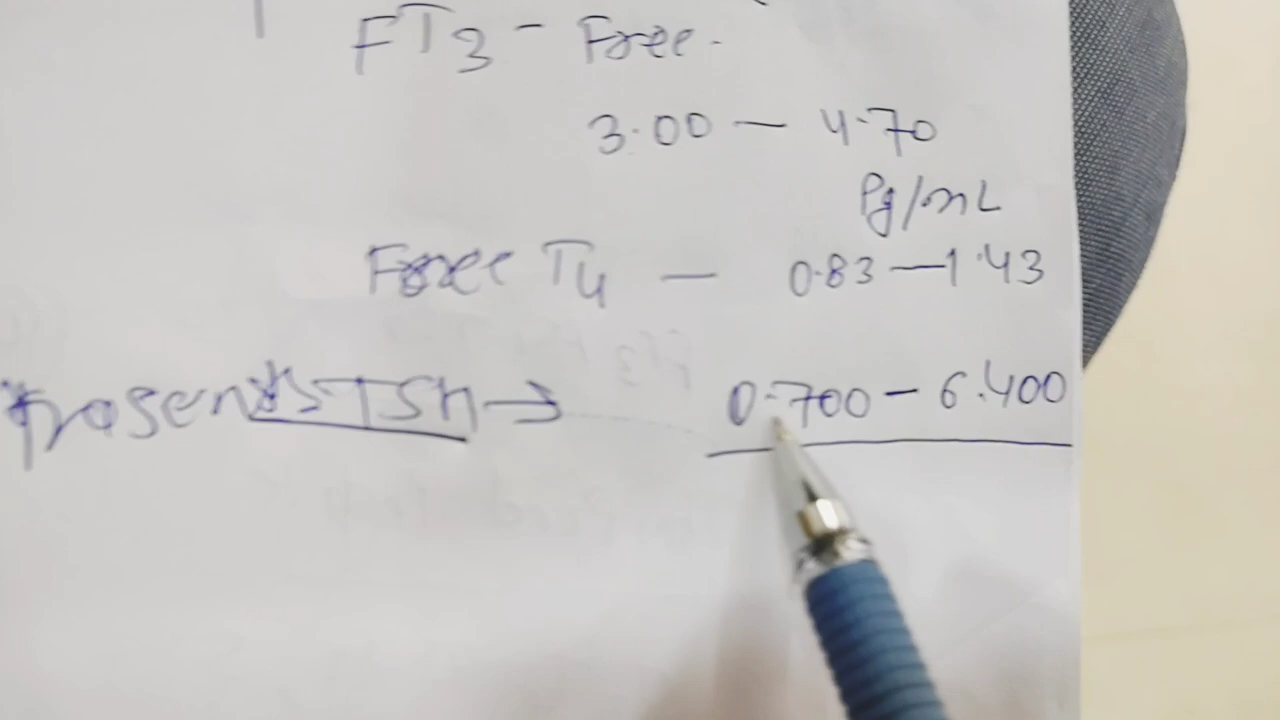 FT3 - Free.
3.00 — 4.70
Pg/mL
Free T4 — 0.83 — 1.43
TSH → 0.700 - 6.400